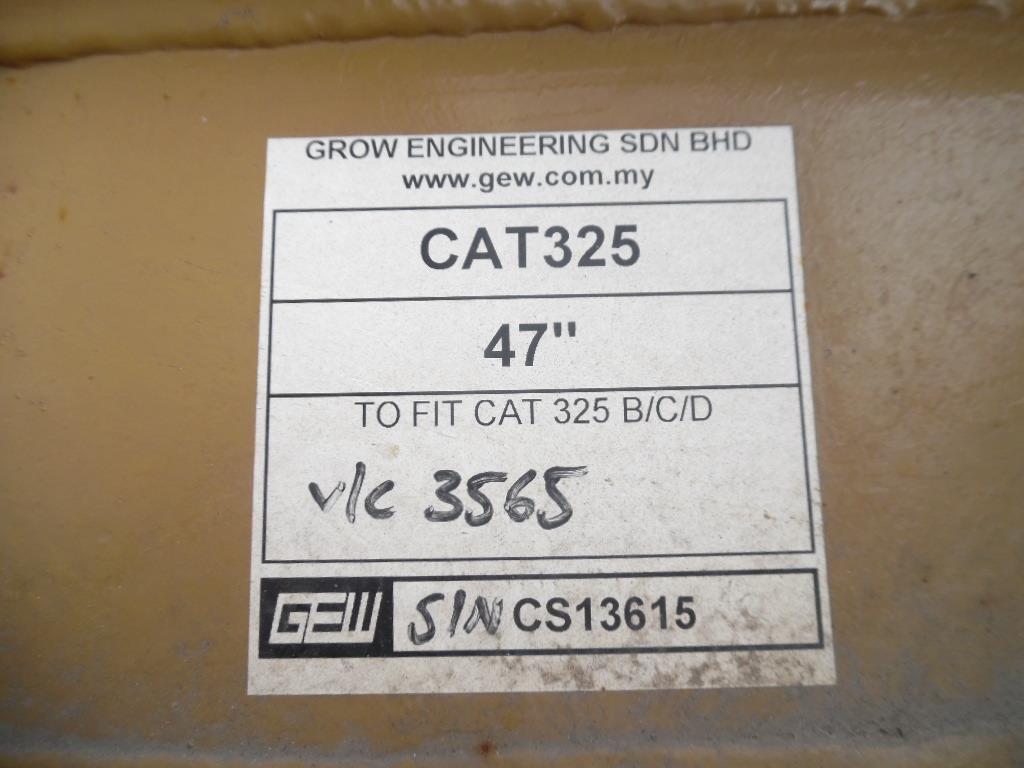 GROW ENGINEERING SDN BHD
www.gew.com.my
CAT325
47"
TO FIT CAT 325 B/C/D
v/c 3565
GEW S/N CS13615